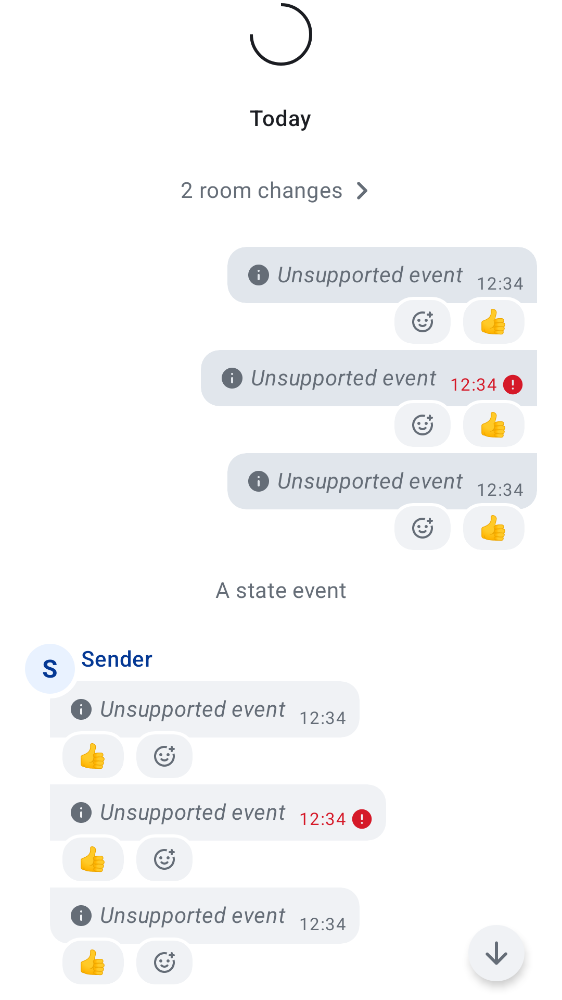 Today
2 room changes
Unsupported event 12:34
👍
Unsupported event 12:34
👍
Unsupported event 12:34
👍
A state event
S Sender
Unsupported event 12:34
👍
Unsupported event 12:34
👍
Unsupported event 12:34
👍